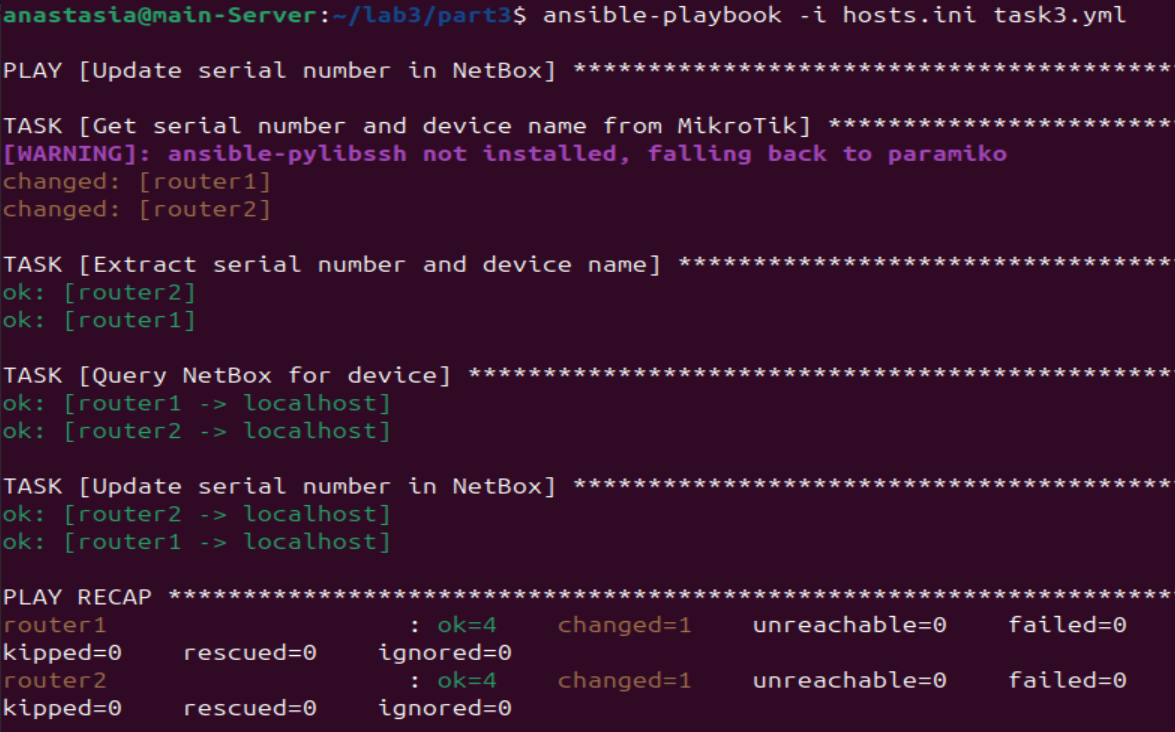 anastasia@main-Server:~/lab3/part3$ ansible-playbook -i hosts.ini task3.yml
PLAY [Update serial number in NetBox] ****************************************
TASK [Get serial number and device name from MikroTik] ***********************
[WARNING]: ansible-pylibssh not installed, falling back to paramiko
changed: [router1]
changed: [router2]
TASK [Extract serial number and device name] *********************************
ok: [router2]
ok: [router1]
TASK [Query NetBox for device] ***********************************************
ok: [router1 -> localhost]
ok: [router2 -> localhost]
TASK [Update serial number in NetBox] ****************************************
ok: [router2 -> localhost]
ok: [router1 -> localhost]
PLAY RECAP *******************************************************************
router1                    : ok=4    changed=1    unreachable=0    failed=0
kipped=0    rescued=0    ignored=0
router2                    : ok=4    changed=1    unreachable=0    failed=0
kipped=0    rescued=0    ignored=0